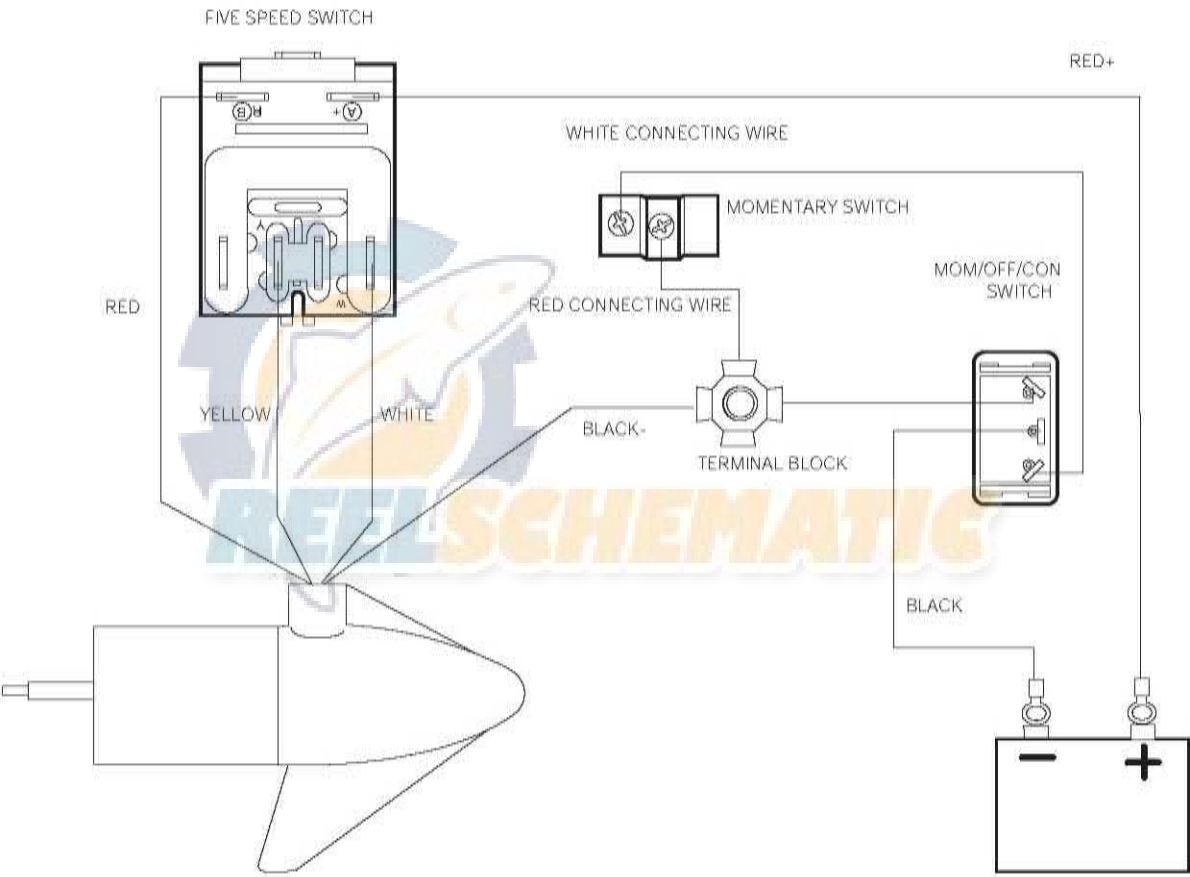 FIVE SPEED SWITCH
RED+
B R
+ A
WHITE CONNECTING WIRE
MOMENTARY SWITCH
Y
MOM/OFF/CON
SWITCH
W
RED
RED CONNECTING WIRE
YELLOW
WHITE
BLACK-
TERMINAL BLOCK
REELSCHEMATIC
BLACK
− +